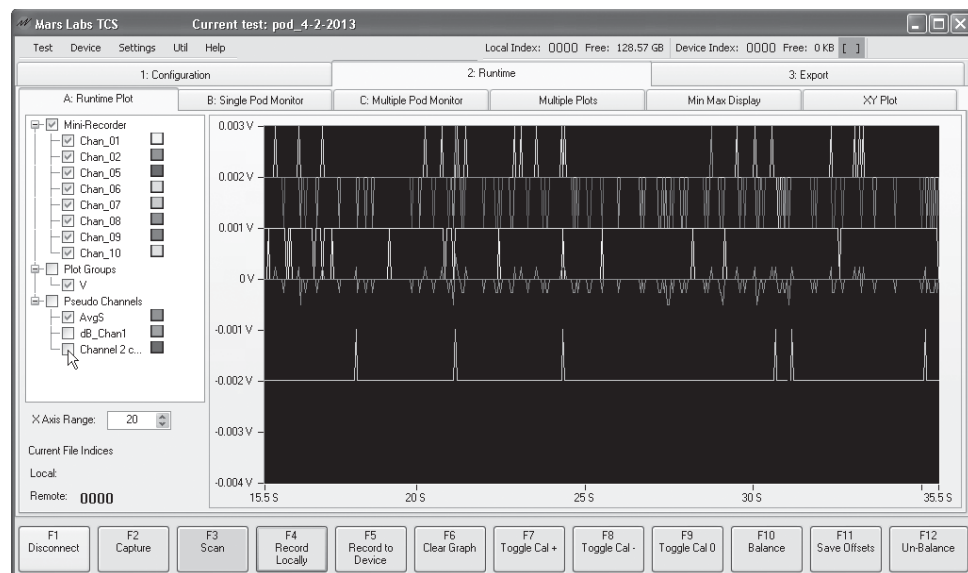 Mars Labs TCS Current test: pod_4-2-2013
Test Device Settings Util Help Local Index: 0000 Free: 128.57 GB Device Index: 0000 Free: 0 KB [ ]
1: Configuration 2: Runtime 3: Export
A: Runtime Plot B: Single Pod Monitor C: Multiple Pod Monitor Multiple Plots Min Max Display XY Plot
Mini-Recorder
Chan_01
Chan_02
Chan_05
Chan_06
Chan_07
Chan_08
Chan_09
Chan_10
Plot Groups
V
Pseudo Channels
AvgS
dB_Chan1
Channel 2 c...
X Axis Range: 20
Current File Indices
Local:
Remote: 0000
0.003 V
0.002 V
0.001 V
0 V
-0.001 V
-0.002 V
-0.003 V
-0.004 V
15.5 S 20 S 25 S 30 S 35.5 S
F1 Disconnect
F2 Capture
F3 Scan
F4 Record Locally
F5 Record to Device
F6 Clear Graph
F7 Toggle Cal +
F8 Toggle Cal -
F9 Toggle Cal 0
F10 Balance
F11 Save Offsets
F12 Un-Balance